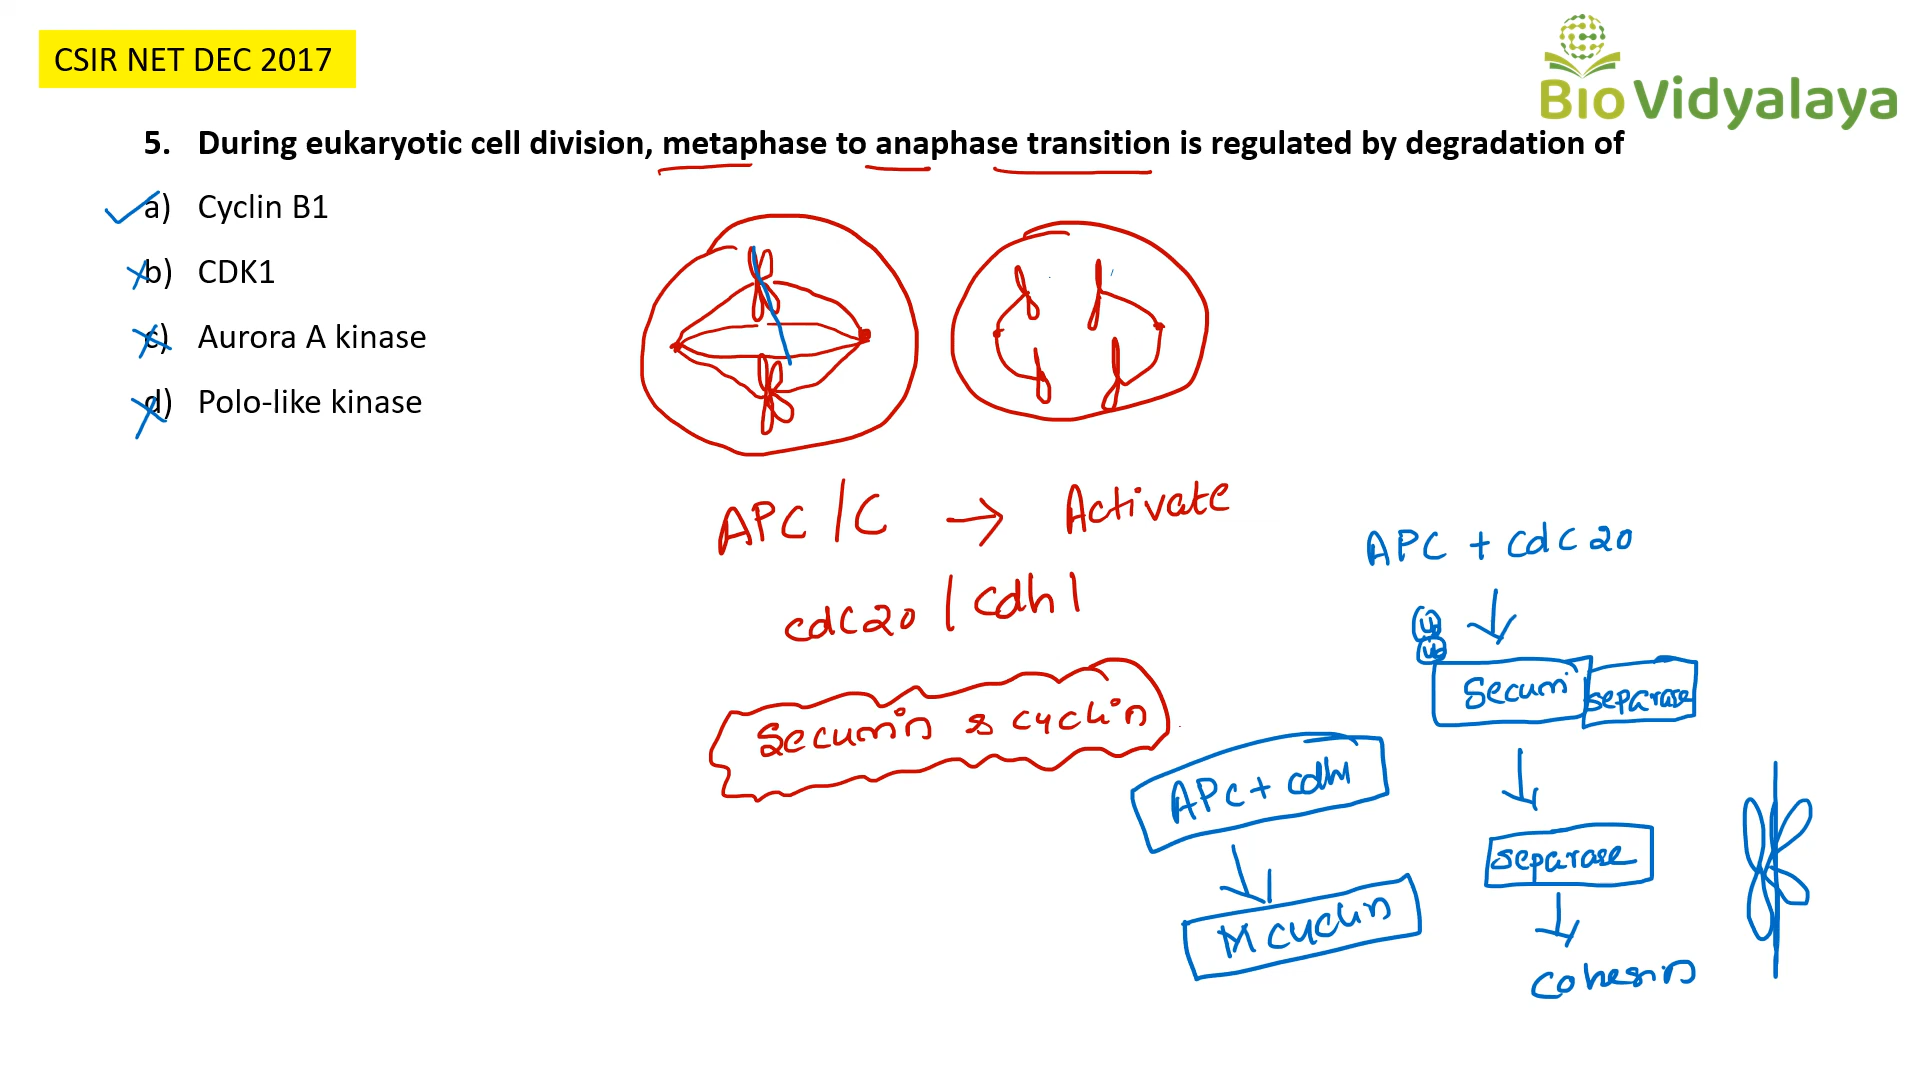 CSIR NET DEC 2017
Bio Vidyalaya
5. During eukaryotic cell division, metaphase to anaphase transition is regulated by degradation of
a) Cyclin B1
b) CDK1
c) Aurora A kinase
d) Polo-like kinase
APC/C → Activate
cdc20 | Cdh1
Securin & cyclin
APC + cdc20
U
U
Securin
separase
APC + cdh1
M cyclin
separase
cohesin